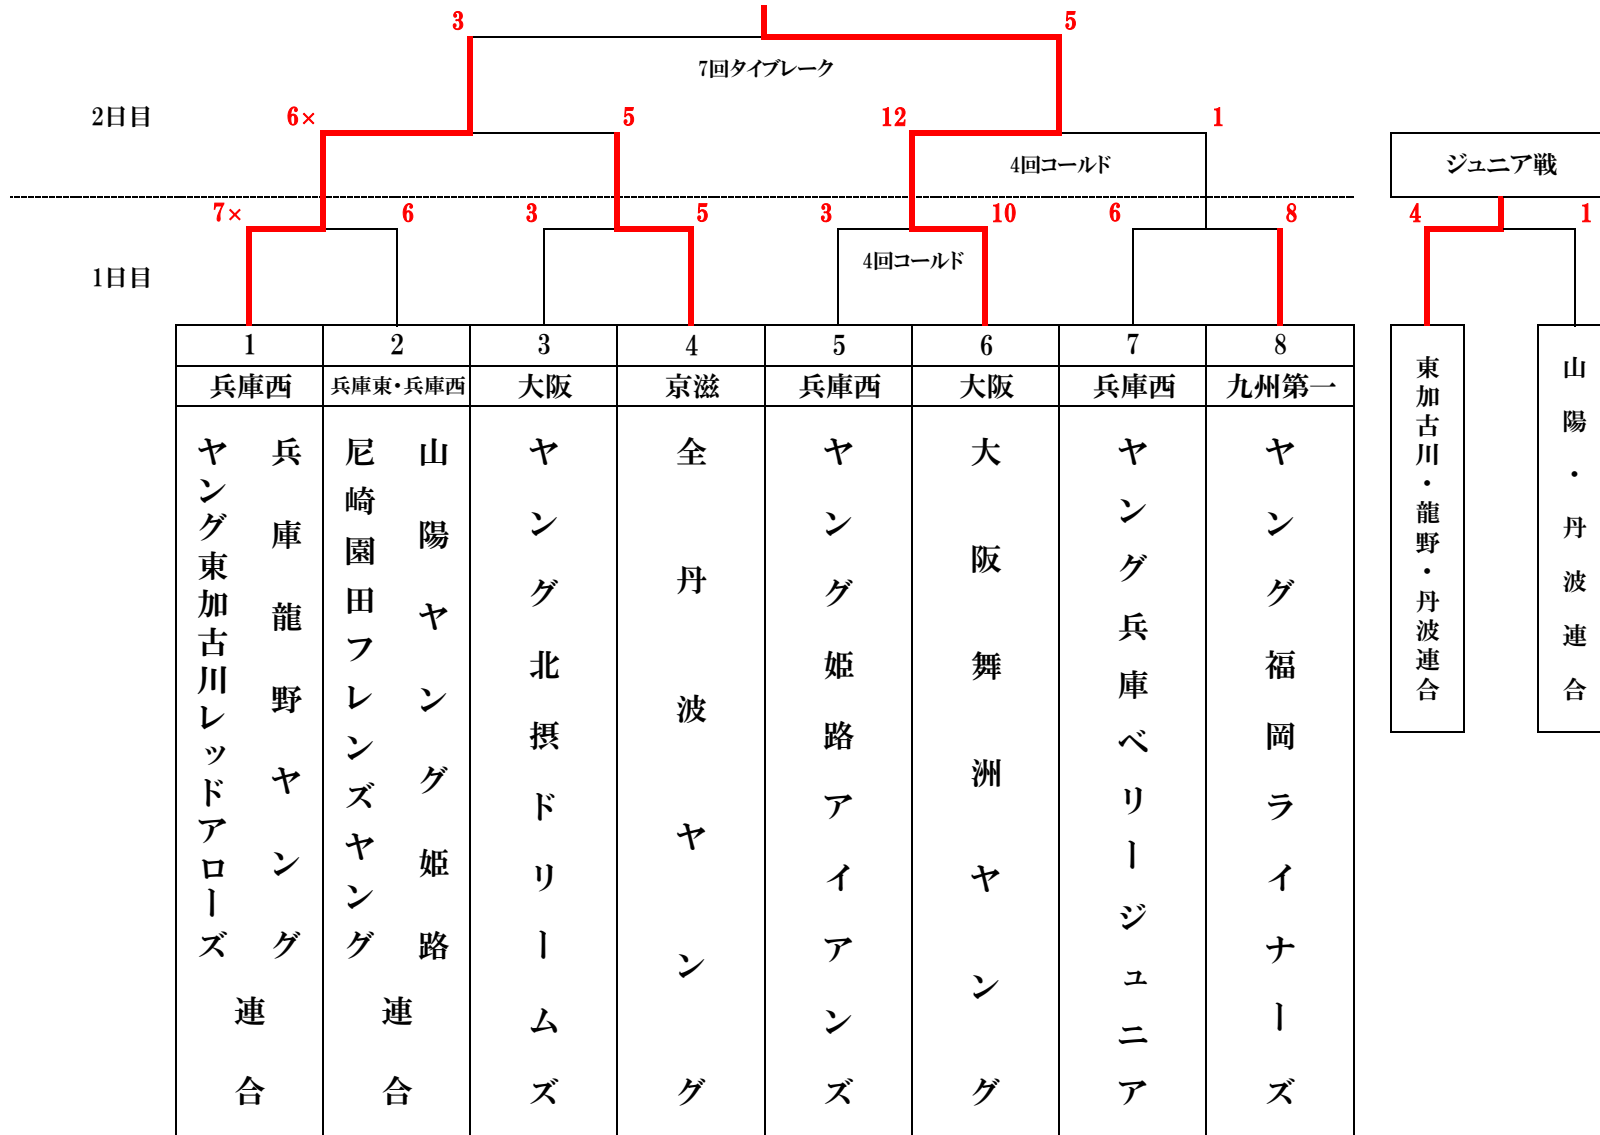 3 5
7回タイブレーク
2日目 6× 5 12 1
4回コールド
ジュニア戦
7× 6 3 5 3 10 6 8 4 1
4回コールド
1日目
1 2 3 4 5 6 7 8
兵庫西 兵庫東・兵庫西 大阪 京滋 兵庫西 大阪 兵庫西 九州第一
兵庫龍野ヤング
ヤング東加古川レッドアローズ
連合
山陽ヤング姫路
尼崎園田フレンズヤング
連合
ヤング北摂ドリームズ
全丹波ヤング
ヤング姫路アイアンズ
大阪舞洲ヤング
ヤング兵庫ベリージュニア
ヤング福岡ライナーズ
東加古川・龍野・丹波連合
山陽・丹波連合